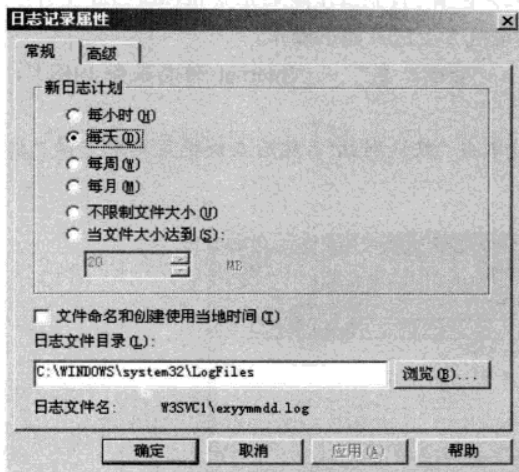 日志记录属性
常规 高级
新日志计划
每小时(H)
每天(D)
每周(W)
每月(M)
不限制文件大小(U)
当文件大小达到(S):
20 MB
文件命名和创建使用当地时间(T)
日志文件目录(L):
C:\WINDOWS\system32\LogFiles 浏览(B)...
日志文件名: W3SVC1\exyymmdd.log
确定 取消 应用(A) 帮助